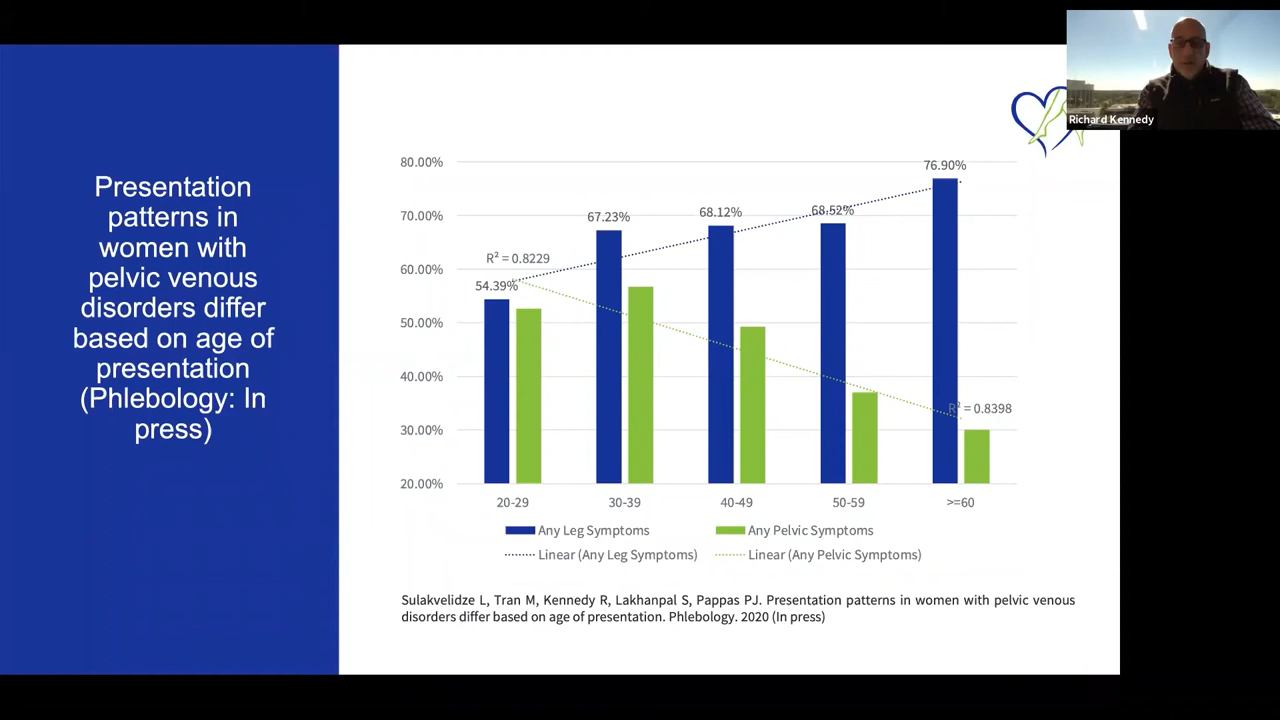 Richard Kennedy
Presentation
patterns in
women with
pelvic venous
disorders differ
based on age of
presentation
(Phlebology: In
press)
80.00%
70.00%
60.00%
50.00%
40.00%
30.00%
20.00%
54.39%
67.23%
68.12%
68.52%
76.90%
R² = 0.8229
R² = 0.8398
20-29
30-39
40-49
50-59
>=60
Any Leg Symptoms
Any Pelvic Symptoms
Linear (Any Leg Symptoms)
Linear (Any Pelvic Symptoms)
Sulakvelidze L, Tran M, Kennedy R, Lakhanpal S, Pappas PJ. Presentation patterns in women with pelvic venous
disorders differ based on age of presentation. Phlebology. 2020 (In press)